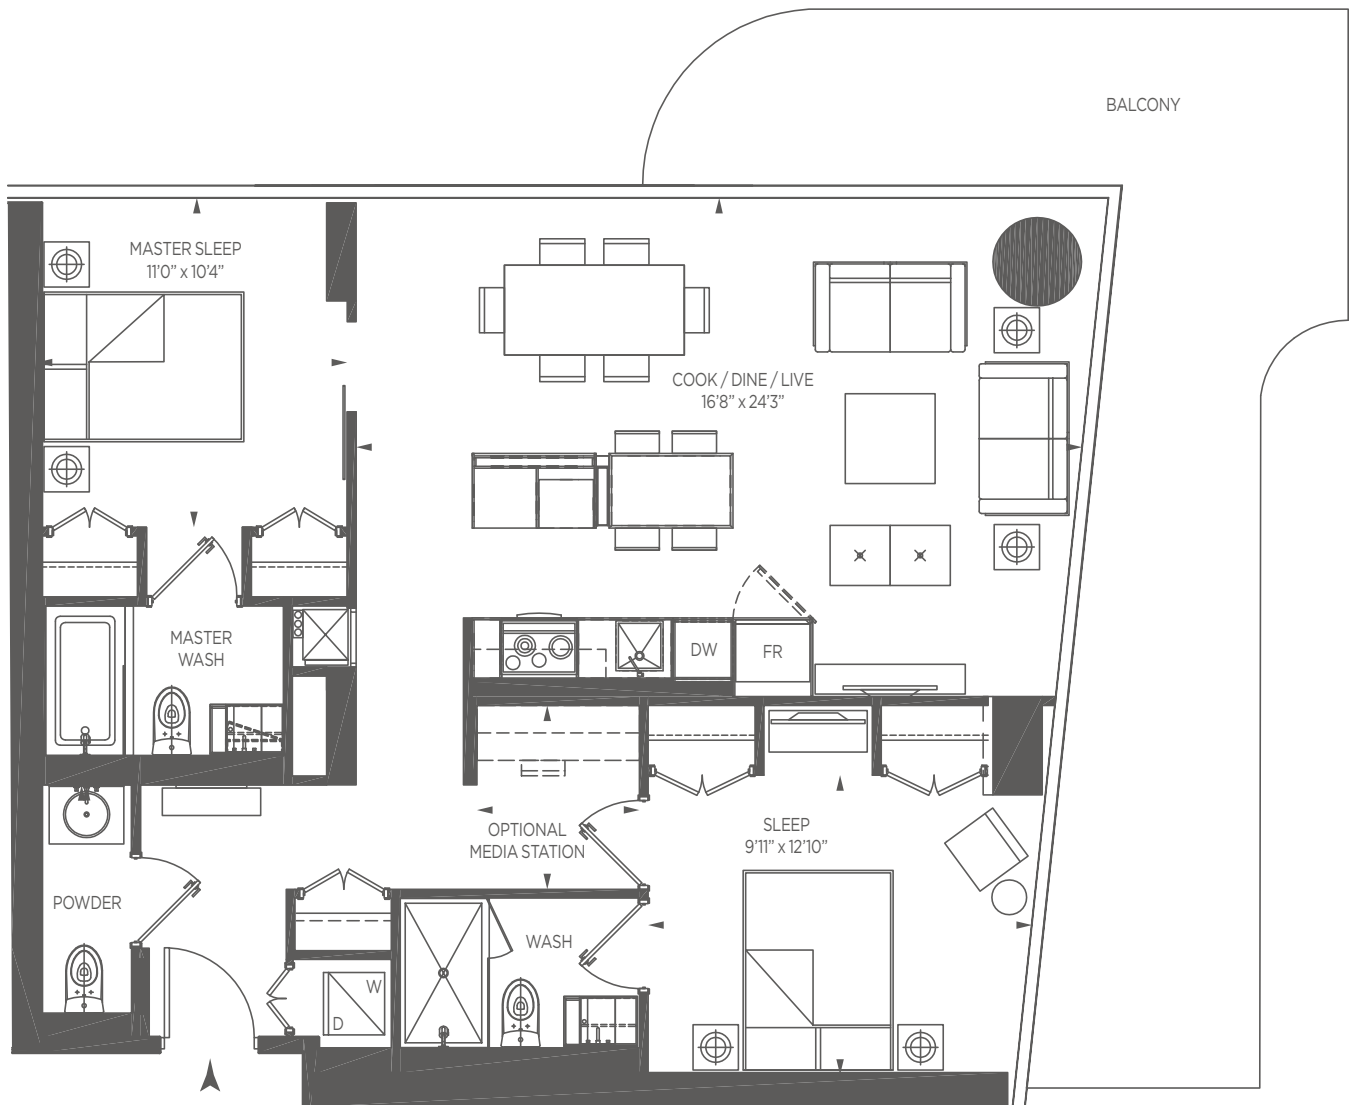 BALCONY
MASTER SLEEP
11'0" x 10'4"
COOK / DINE / LIVE
16'8" x 24'3"
MASTER
WASH
DW
FR
OPTIONAL
MEDIA STATION
SLEEP
9'11" x 12'10"
POWDER
WASH
W
D